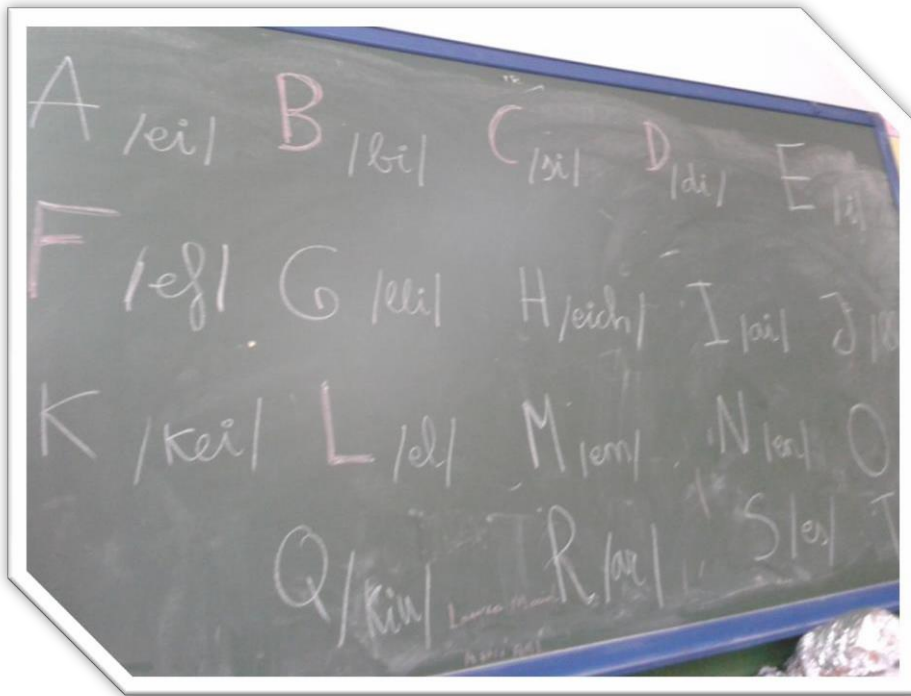 A /ei/ B /bi/ C /si/ D /di/ E /i/
F /ef/ G /lli/ H /eich/ I /ai/ J
K /kei/ L /el/ M /em/ N /en/ O
Q /kiu/ R /ar/ S /es/ T